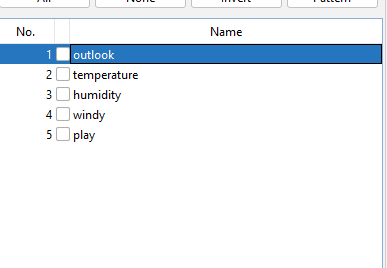 All None Invert Pattern
No. Name
1 outlook
2 temperature
3 humidity
4 windy
5 play